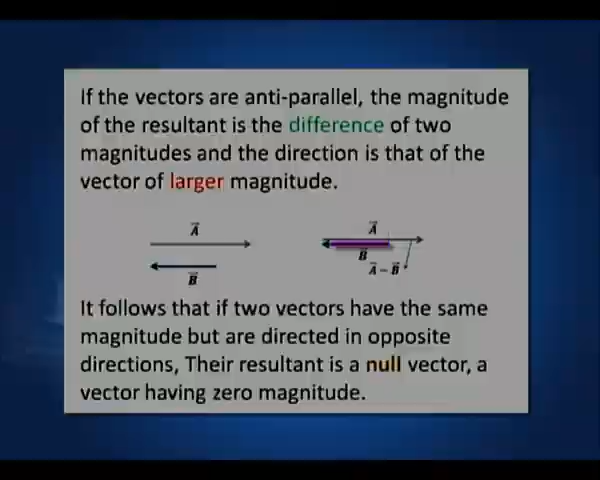 If the vectors are anti-parallel, the magnitude
of the resultant is the difference of two
magnitudes and the direction is that of the
vector of larger magnitude.
A⃗
A⃗
B⃗
B⃗
A⃗ – B⃗
It follows that if two vectors have the same
magnitude but are directed in opposite
directions, Their resultant is a null vector, a
vector having zero magnitude.